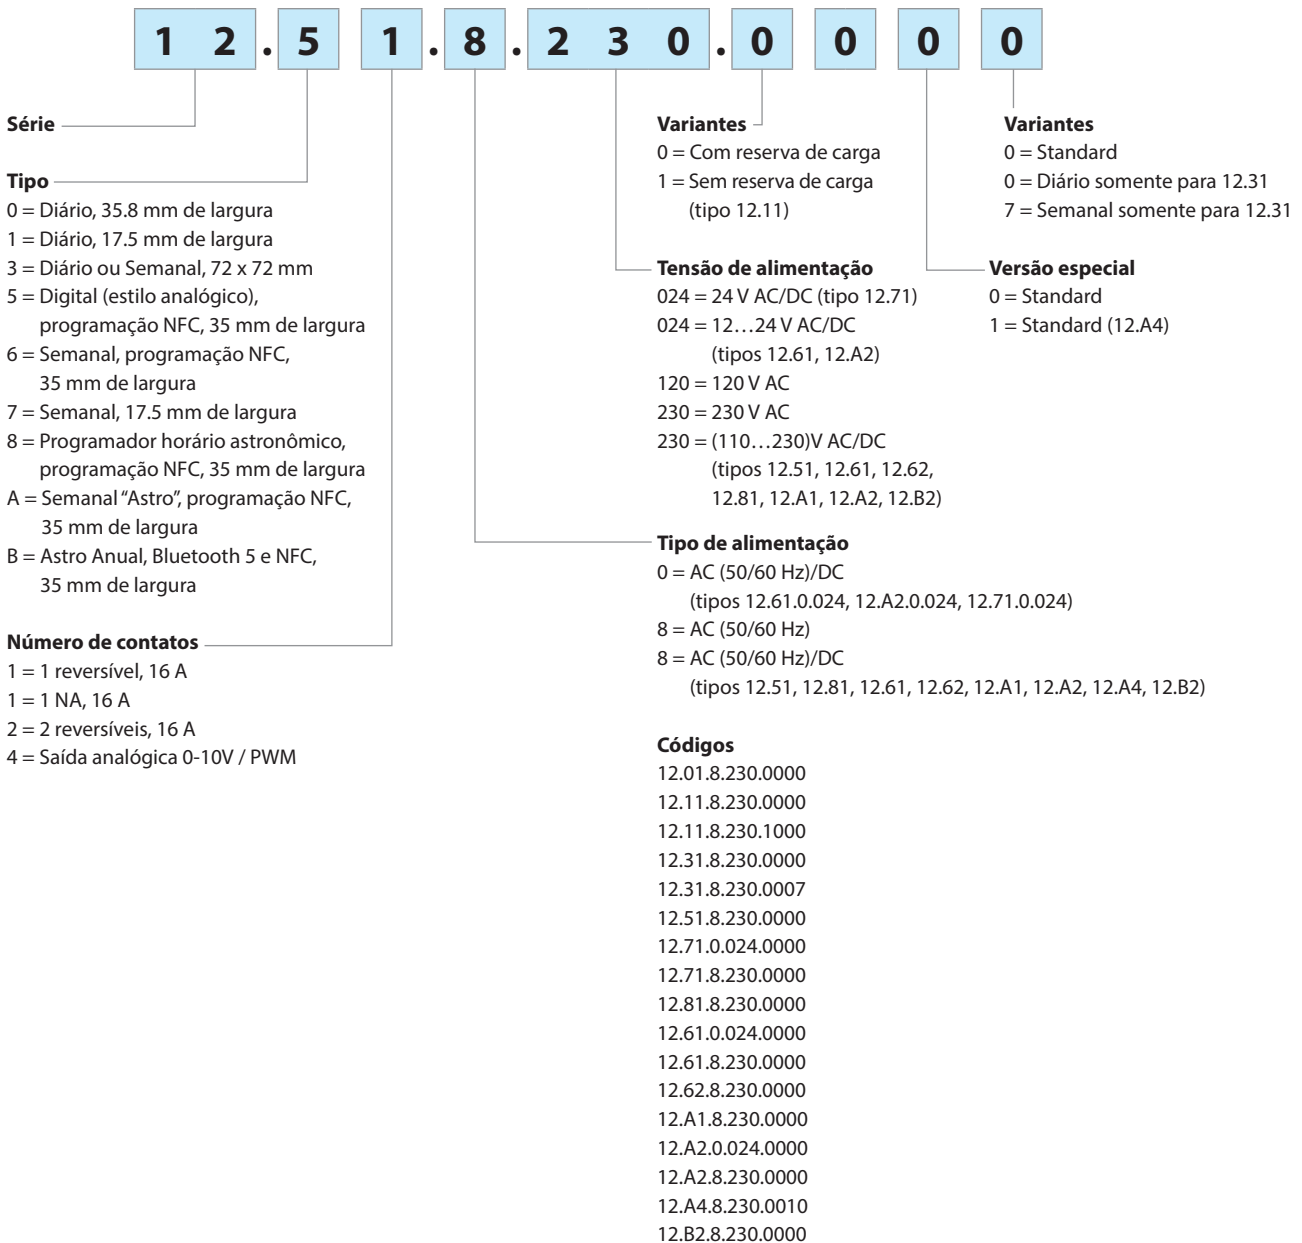 12.51.8.230.0000
Série
Tipo
0 = Diário, 35.8 mm de largura
1 = Diário, 17.5 mm de largura
3 = Diário ou Semanal, 72 x 72 mm
5 = Digital (estilo analógico),
programação NFC, 35 mm de largura
6 = Semanal, programação NFC,
35 mm de largura
7 = Semanal, 17.5 mm de largura
8 = Programador horário astronômico,
programação NFC, 35 mm de largura
A = Semanal “Astro”, programação NFC,
35 mm de largura
B = Astro Anual, Bluetooth 5 e NFC,
35 mm de largura
Número de contatos
1 = 1 reversível, 16 A
1 = 1 NA, 16 A
2 = 2 reversíveis, 16 A
4 = Saída analógica 0-10V / PWM
Variantes
0 = Com reserva de carga
1 = Sem reserva de carga
(tipo 12.11)
Tensão de alimentação
024 = 24 V AC/DC (tipo 12.71)
024 = 12…24 V AC/DC
(tipos 12.61, 12.A2)
120 = 120 V AC
230 = 230 V AC
230 = (110…230)V AC/DC
(tipos 12.51, 12.61, 12.62,
12.81, 12.A1, 12.A2, 12.B2)
Tipo de alimentação
0 = AC (50/60 Hz)/DC
(tipos 12.61.0.024, 12.A2.0.024, 12.71.0.024)
8 = AC (50/60 Hz)
8 = AC (50/60 Hz)/DC
(tipos 12.51, 12.81, 12.61, 12.62, 12.A1, 12.A2, 12.A4, 12.B2)
Códigos
12.01.8.230.0000
12.11.8.230.0000
12.11.8.230.1000
12.31.8.230.0000
12.31.8.230.0007
12.51.8.230.0000
12.71.0.024.0000
12.71.8.230.0000
12.81.8.230.0000
12.61.0.024.0000
12.61.8.230.0000
12.62.8.230.0000
12.A1.8.230.0000
12.A2.0.024.0000
12.A2.8.230.0000
12.A4.8.230.0010
12.B2.8.230.0000
Variantes
0 = Standard
0 = Diário somente para 12.31
7 = Semanal somente para 12.31
Versão especial
0 = Standard
1 = Standard (12.A4)